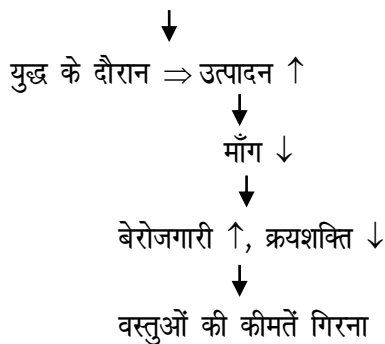 ↓
युद्ध के दौरान ⇒ उत्पादन ↑
↓
माँग ↓
↓
बेरोजगारी ↑, क्रयशक्ति ↓
↓
वस्तुओं की कीमतें गिरना